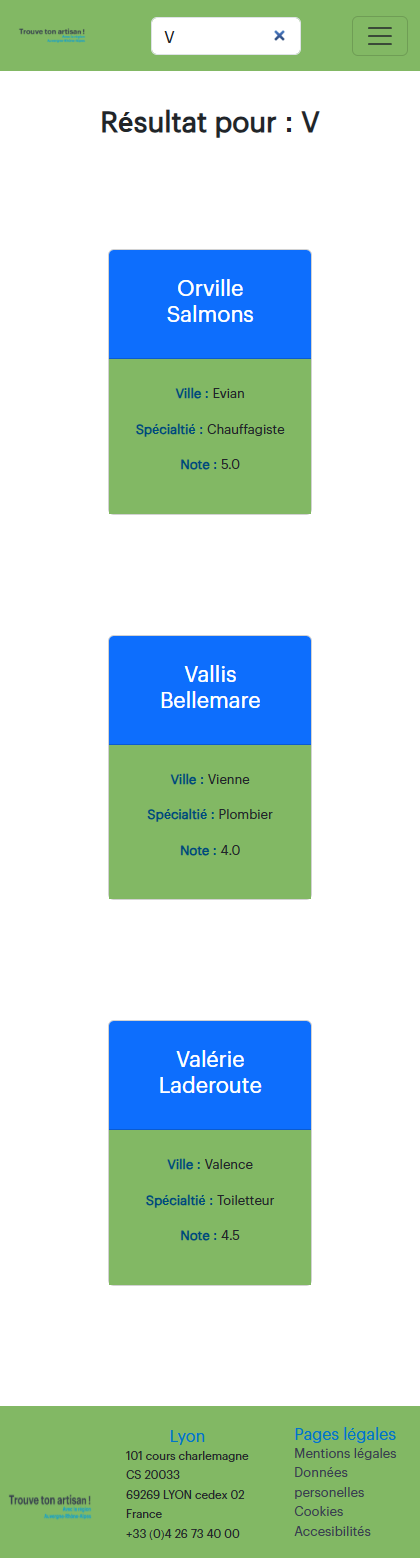 Trouve ton artisan !
V
Résultat pour : V
Orville
Salmons
Ville : Evian
Spécialtié : Chauffagiste
Note : 5.0
Vallis
Bellemare
Ville : Vienne
Spécialtié : Plombier
Note : 4.0
Valérie
Laderoute
Ville : Valence
Spécialtié : Toiletteur
Note : 4.5
Trouve ton artisan !
Lyon
101 cours charlemagne
CS 20033
69269 LYON cedex 02
France
+33 (0)4 26 73 40 00
Pages légales
Mentions légales
Données
personelles
Cookies
Accesibilités